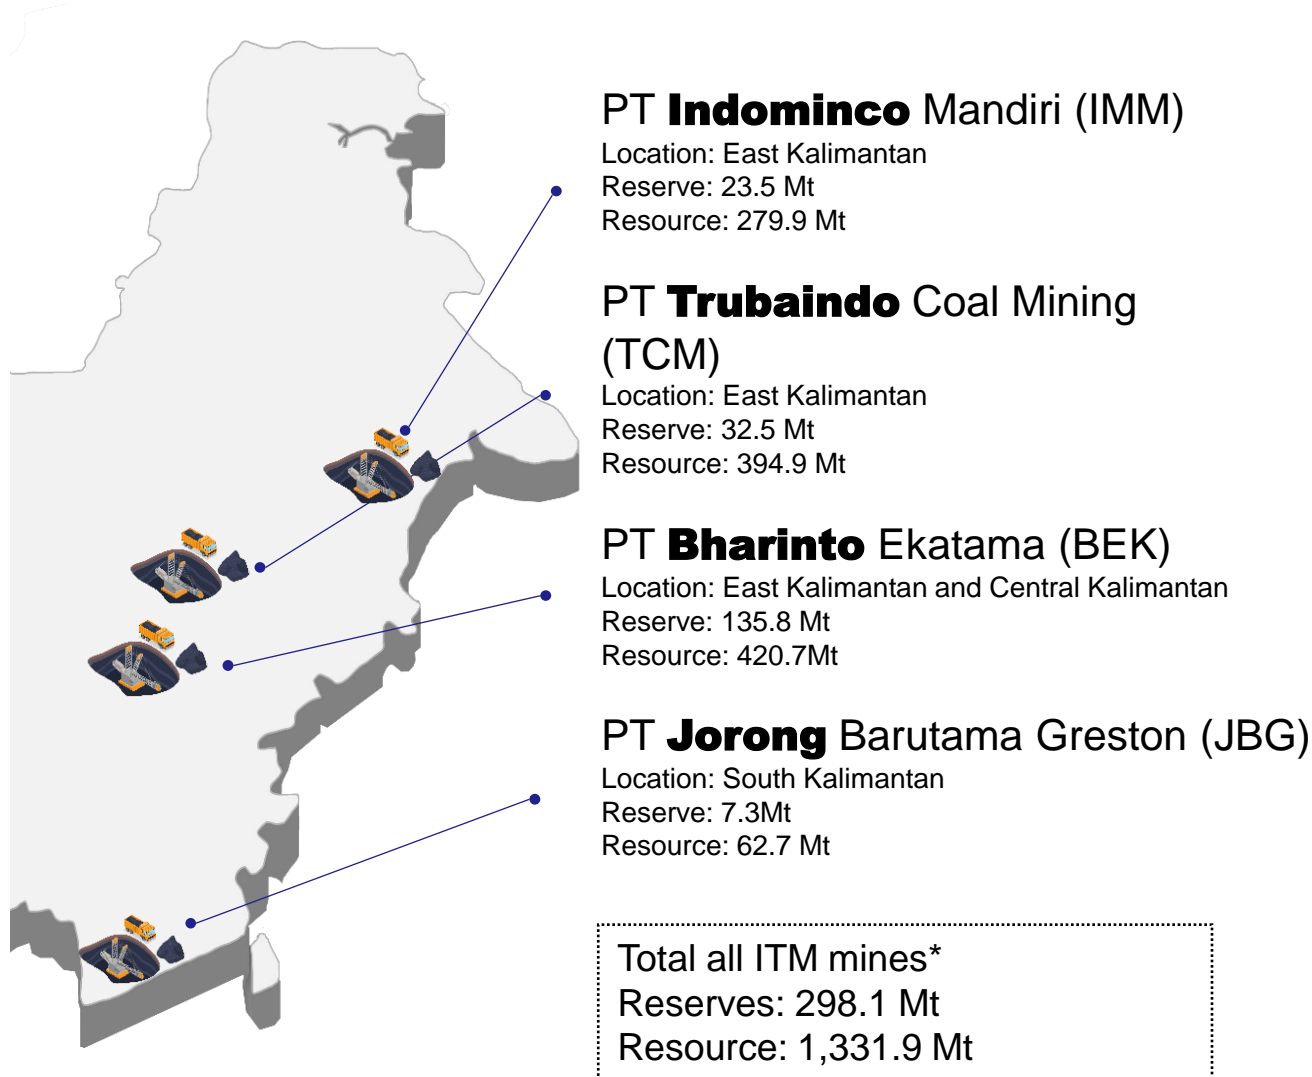 PT Indominco Mandiri (IMM)
Location: East Kalimantan
Reserve: 23.5 Mt
Resource: 279.9 Mt
PT Trubaindo Coal Mining
(TCM)
Location: East Kalimantan
Reserve: 32.5 Mt
Resource: 394.9 Mt
PT Bharinto Ekatama (BEK)
Location: East Kalimantan and Central Kalimantan
Reserve: 135.8 Mt
Resource: 420.7Mt
PT Jorong Barutama Greston (JBG)
Location: South Kalimantan
Reserve: 7.3Mt
Resource: 62.7 Mt
Total all ITM mines*
Reserves: 298.1 Mt
Resource: 1,331.9 Mt